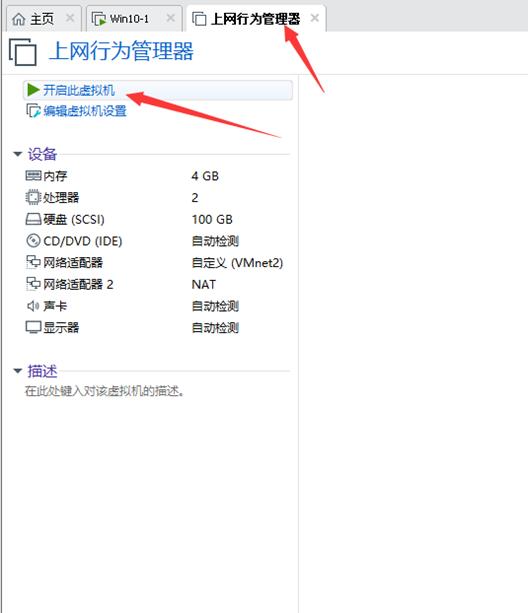 主页 Win10-1 上网行为管理器
上网行为管理器
开启此虚拟机
编辑虚拟机设置
设备
内存 4 GB
处理器 2
硬盘 (SCSI) 100 GB
CD/DVD (IDE) 自动检测
网络适配器 自定义 (VMnet2)
网络适配器 2 NAT
声卡 自动检测
显示器 自动检测
描述
在此处键入对该虚拟机的描述。